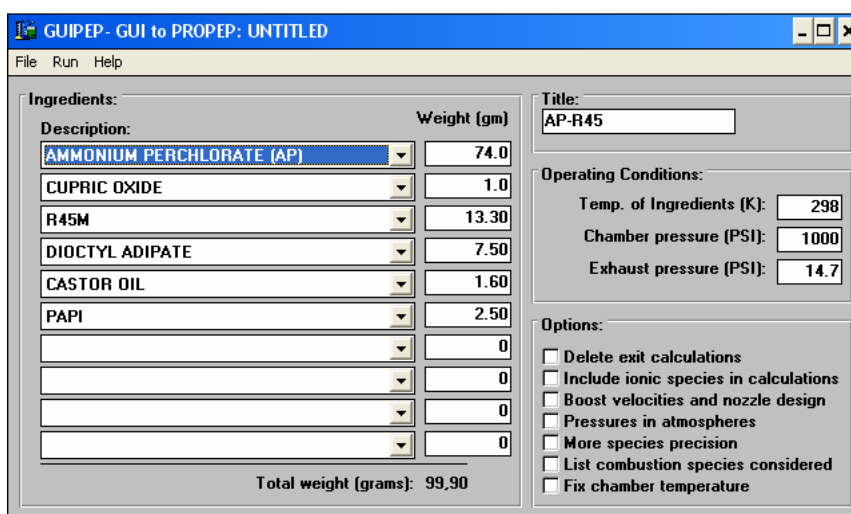 GUIPEP- GUI to PROPEP: UNTITLED
File Run Help
Ingredients:
Description:
Weight (gm)
AMMONIUM PERCHLORATE (AP) 74.0
CUPRIC OXIDE 1.0
R45M 13.30
DIOCTYL ADIPATE 7.50
CASTOR OIL 1.60
PAPI 2.50
0
0
0
0
Total weight (grams): 99,90
Title:
AP-R45
Operating Conditions:
Temp. of Ingredients (K): 298
Chamber pressure (PSI): 1000
Exhaust pressure (PSI): 14.7
Options:
Delete exit calculations
Include ionic species in calculations
Boost velocities and nozzle design
Pressures in atmospheres
More species precision
List combustion species considered
Fix chamber temperature